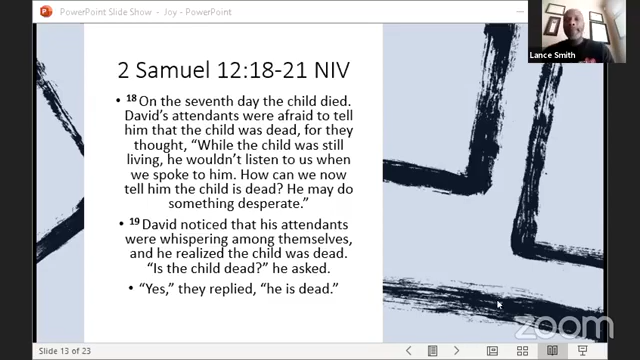 PowerPoint Slide Show - Joy - PowerPoint
Lance Smith
2 Samuel 12:18-21 NIV
• 18 On the seventh day the child died.
David’s attendants were afraid to tell
him that the child was dead, for they
thought, “While the child was still
living, he wouldn’t listen to us when
we spoke to him. How can we now
tell him the child is dead? He may do
something desperate.”
• 19 David noticed that his attendants
were whispering among themselves,
and he realized the child was dead.
“Is the child dead?” he asked.
• “Yes,” they replied, “he is dead.”
zoom
Slide 13 of 23